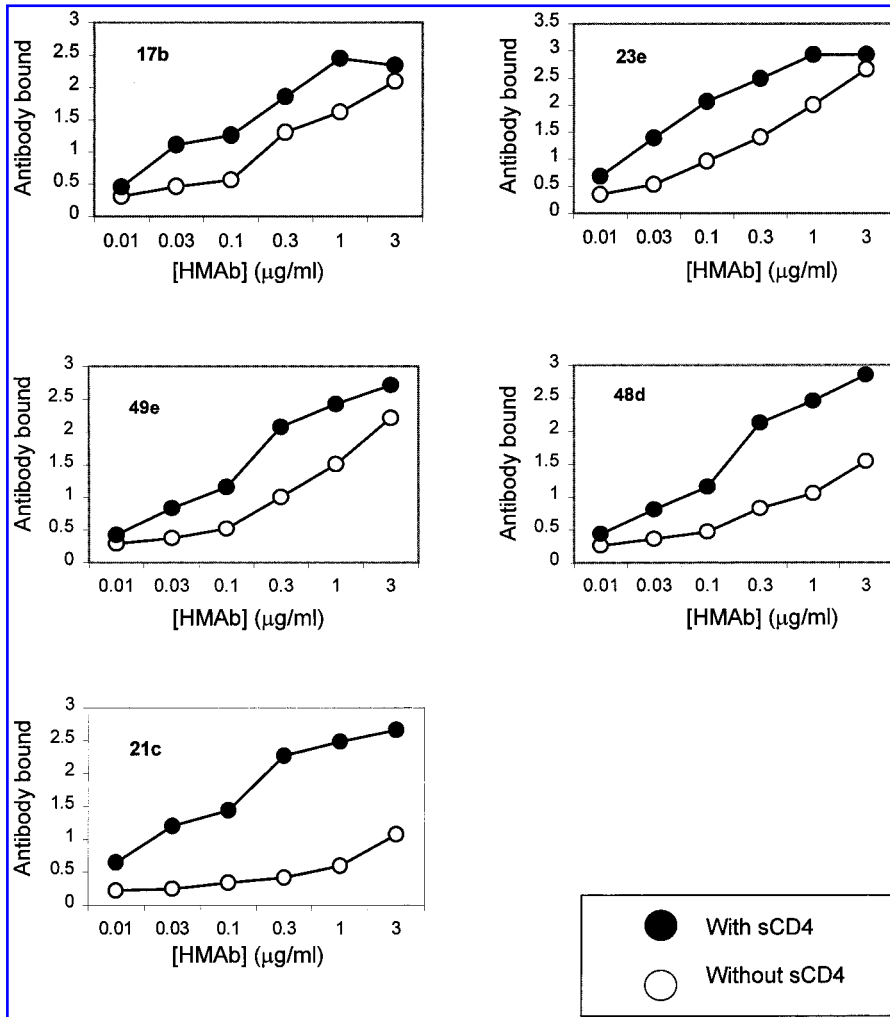 17b
3
2.5
2
1.5
1
0.5
0
Antibody bound
0.01 0.03 0.1 0.3 1 3
[HMAb] (μg/ml)
23e
3.5
3
2.5
2
1.5
1
0.5
0
Antibody bound
0.01 0.03 0.1 0.3 1 3
[HMAb] (μg/ml)
49e
3
2.5
2
1.5
1
0.5
0
Antibody bound
0.01 0.03 0.1 0.3 1 3
[HMAb] (μg/ml)
48d
3
2.5
2
1.5
1
0.5
0
Antibody bound
0.01 0.03 0.1 0.3 1 3
[HMAb] (μg/ml)
21c
3
2.5
2
1.5
1
0.5
0
Antibody bound
0.01 0.03 0.1 0.3 1 3
[HMAb] (μg/ml)
With sCD4
Without sCD4